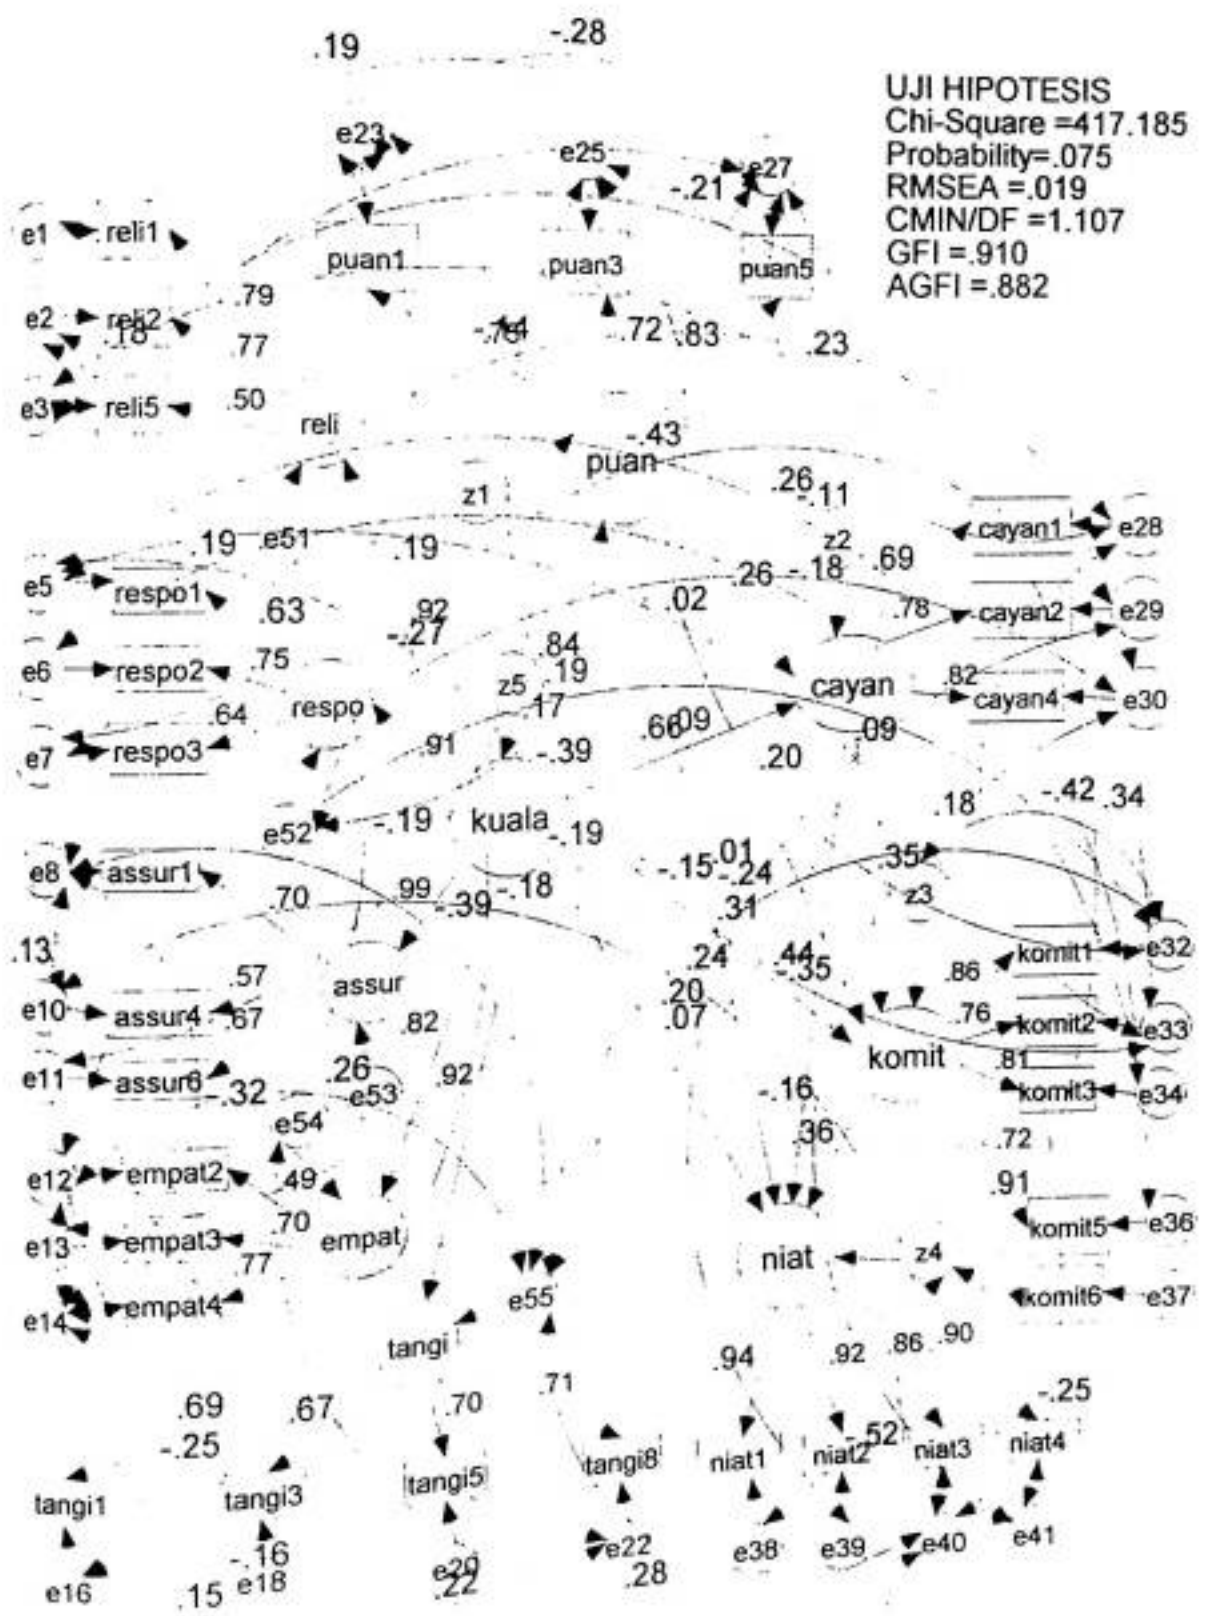 .19 -.28
UJI HIPOTESIS
Chi-Square =417.185
Probability=.075
RMSEA =.019
CMIN/DF =1.107
GFI =.910
AGFI =.882
e23 e25 e27
-.21
e1 reli1
puan1 puan3 puan5
.79
e2 reli2
.18
.77
.72 .83 .23
e3 reli5 .50
reli
-.43
puan
z1
.26
-.11
cayan1 e28
.19 e51 .19
z2
.69
.26 -.18
e5 respo1
.63
.92
-.27
.02
.78 cayan2 e29
.84
e6 respo2 .75
.19
z5
.17
respo
cayan
.82
cayan4 e30
.64
.66 .09 .09
e7 respo3
.91
-.39
.20
.18 -.42 .34
e52 -.19 kuala -.19
e8 assur1
-.15 .01
-.24
.35
.70 .99 -.39 -.18
.31
z3
.13
.24 .44
-.35
.86 komit1 e32
.57
assur
.20
e10 assur4 .67
.82
.07
.76 komit2 e33
komit
.81
e11 assur6
-.32
.26
e53
.92
-.16
komit3 e34
e54
.36
.72
e12 empat2 .49
.91
.70
e13 empat3
empat
komit5 e36
.77
niat z4
e14 empat4
e55
komit6 e37
tangi
.94 .92 .86 .90
.69 .67 .70 .71
-.25
-.25
-.52
tangi1 tangi3 tangi5 tangi8 niat1 niat2 niat3 niat4
-.16
e16 .15 e18 e20
.22
e22
.28
e38 e39 e40 e41